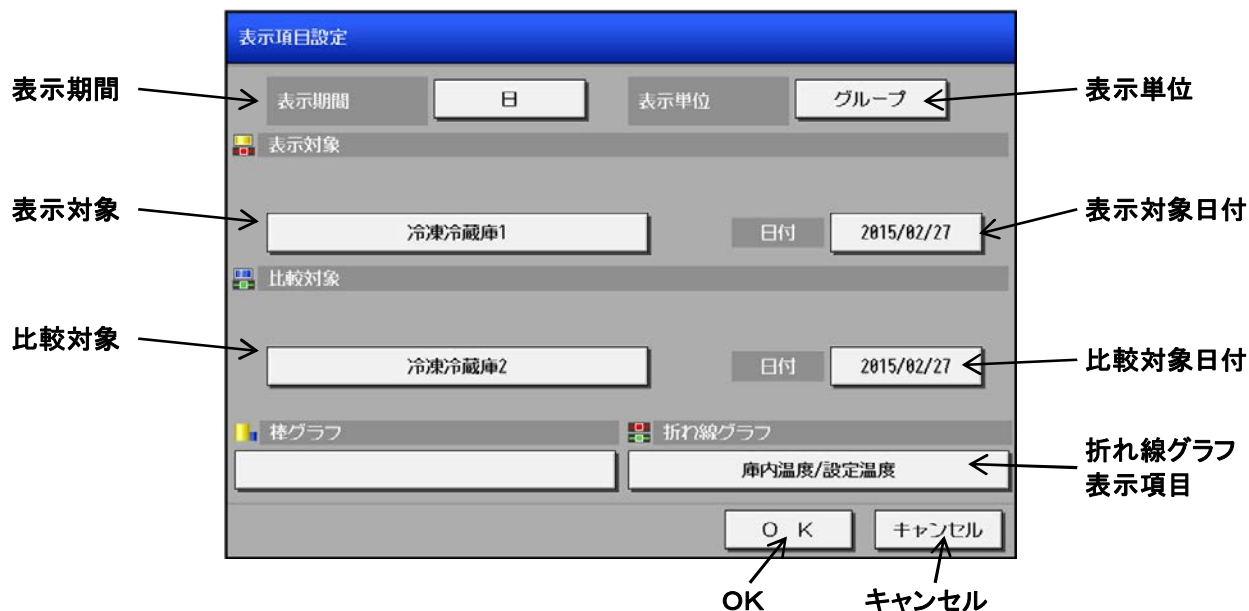 表示項目設定
表示期間
表示期間
日
表示単位
グループ
表示単位
表示対象
表示対象
冷凍冷蔵庫1
日付
2015/02/27
表示対象日付
比較対象
比較対象
冷凍冷蔵庫2
日付
2015/02/27
比較対象日付
棒グラフ
折れ線グラフ
庫内温度/設定温度
折れ線グラフ
表示項目
OK
キャンセル
OK
キャンセル